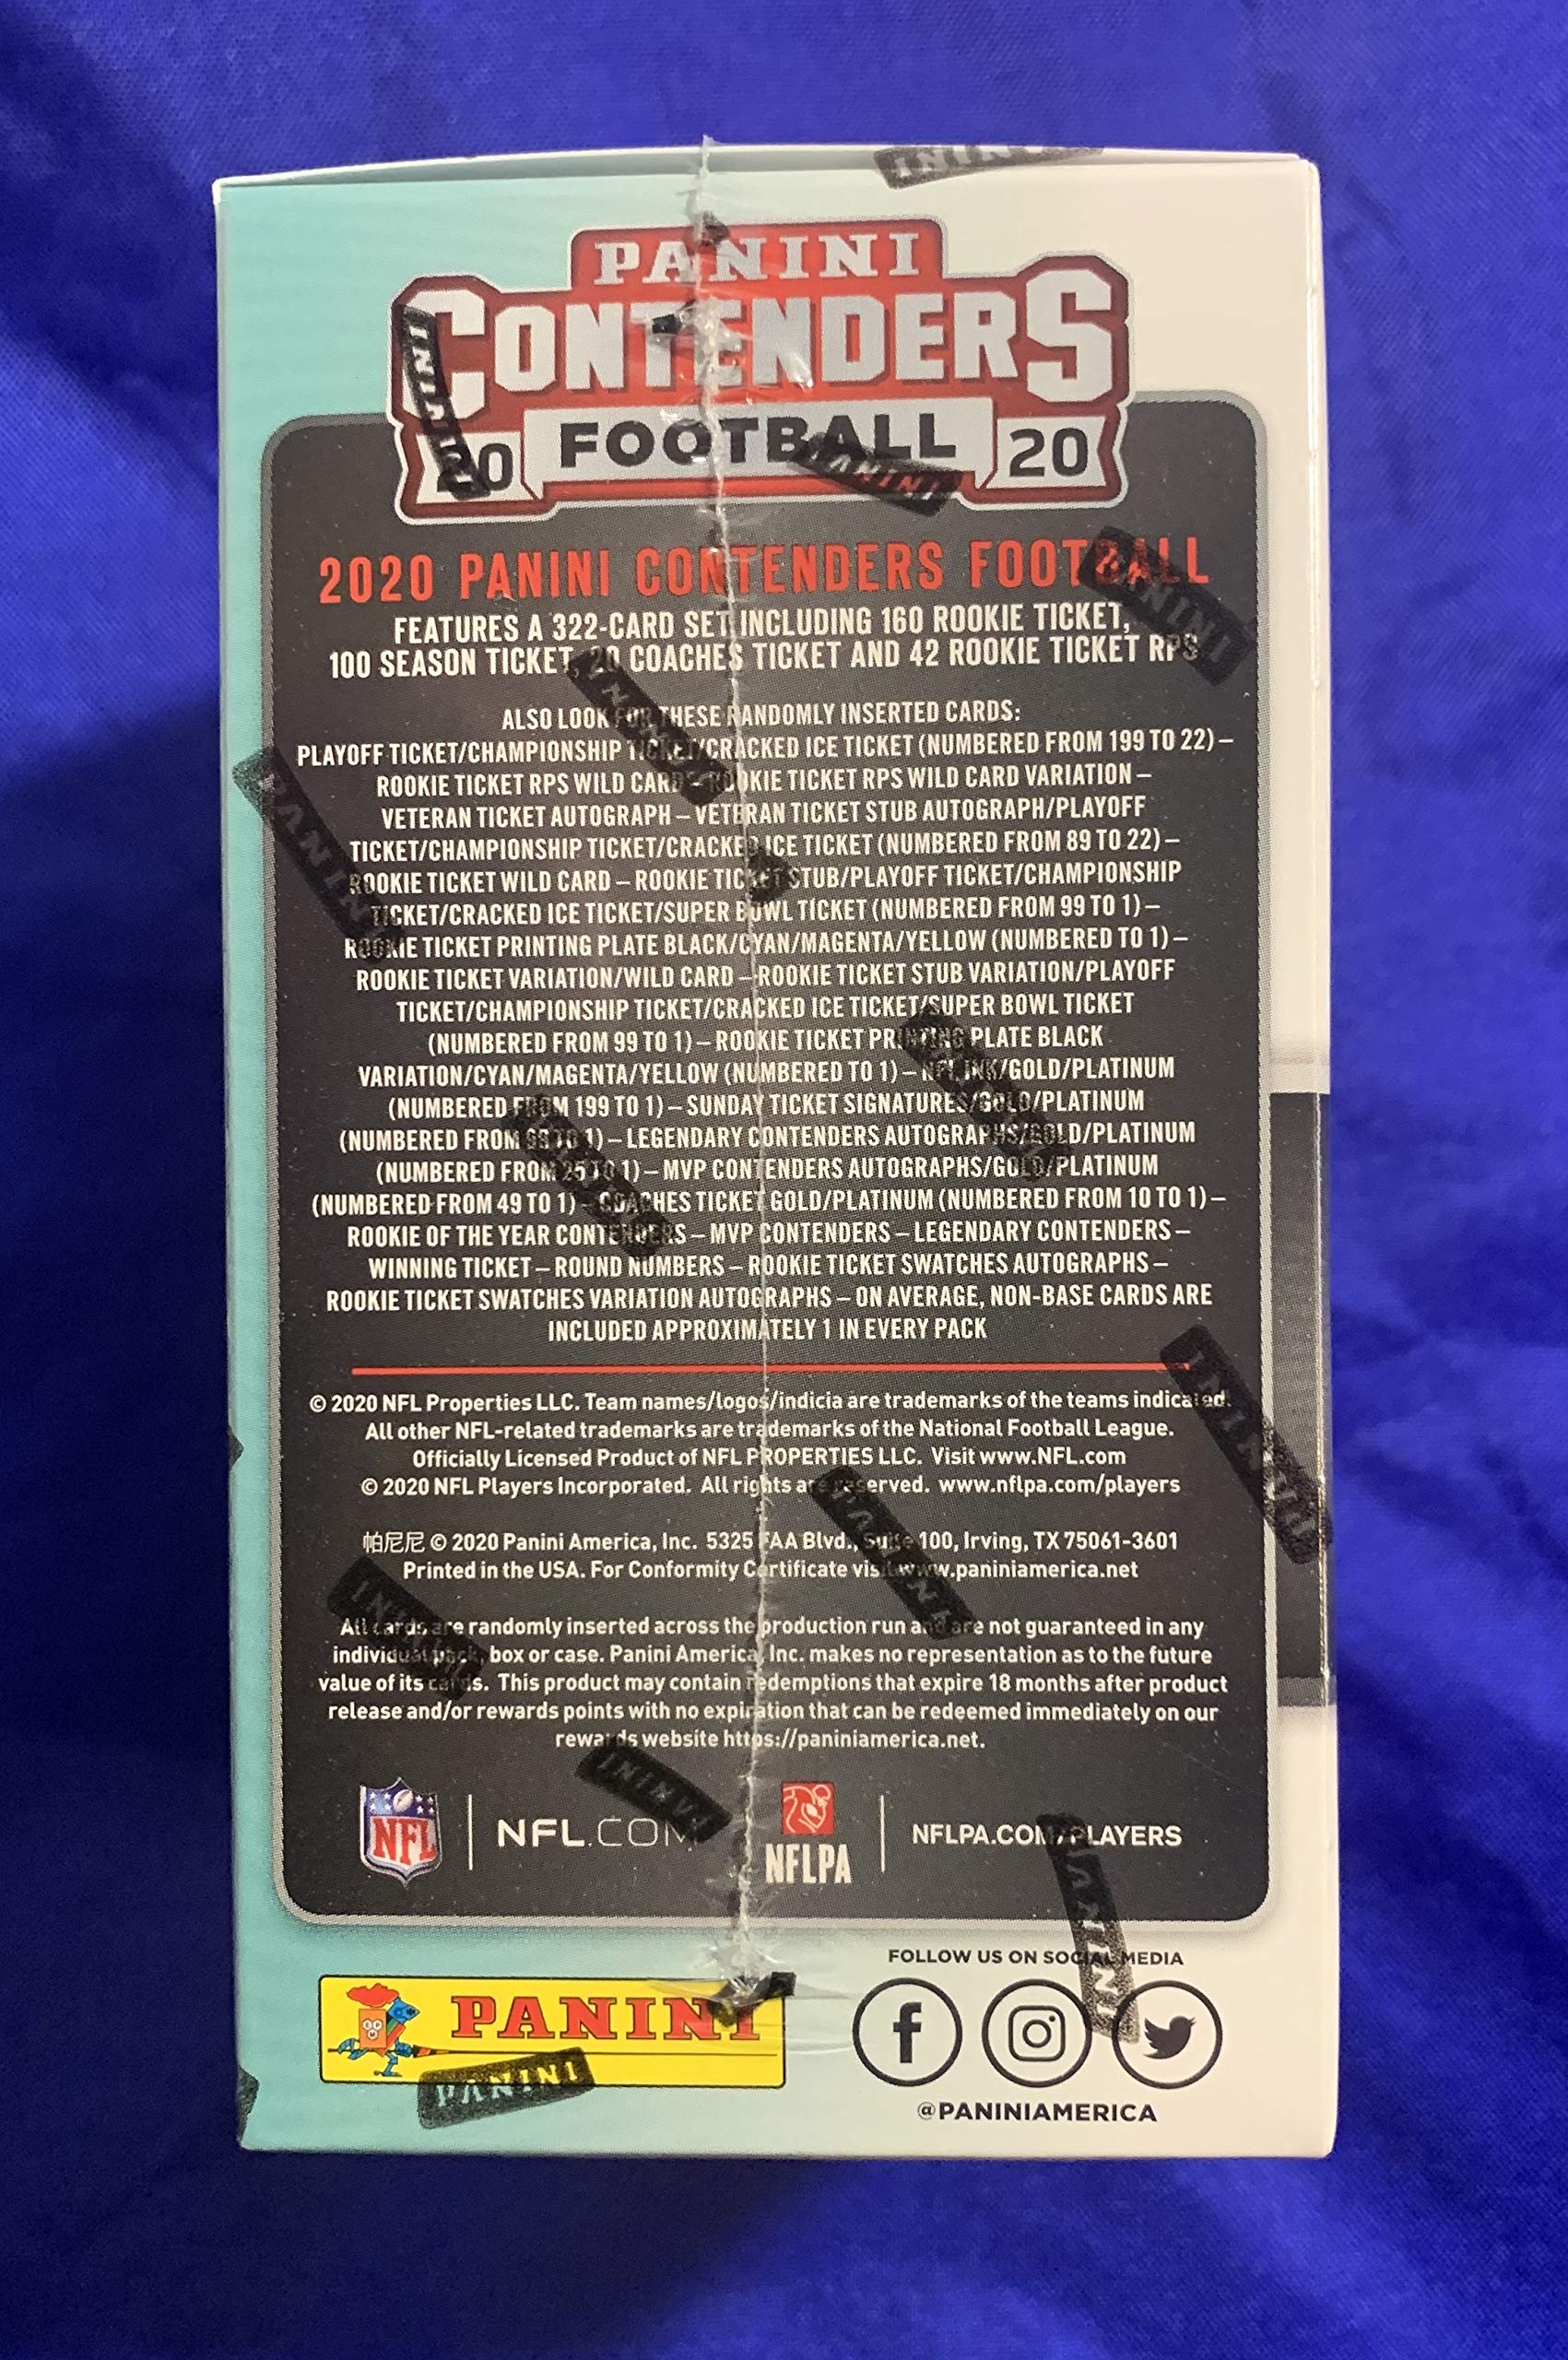 PANINI
CONTENDERS
20 FOOTBALL 20
2020 PANINI CONTENDERS FOOTBALL
FEATURES A 322-CARD SET INCLUDING 160 ROOKIE TICKET,
100 SEASON TICKET, 20 COACHES TICKET AND 42 ROOKIE TICKET RPS
ALSO LOOK FOR THESE RANDOMLY INSERTED CARDS:
PLAYOFF TICKET/CHAMPIONSHIP TICKET/CRACKED ICE TICKET (NUMBERED FROM 199 TO 22) –
ROOKIE TICKET RPS WILD CARD – ROOKIE TICKET RPS WILD CARD VARIATION –
VETERAN TICKET AUTOGRAPH – VETERAN TICKET STUB AUTOGRAPH/PLAYOFF
TICKET/CHAMPIONSHIP TICKET/CRACKED ICE TICKET (NUMBERED FROM 89 TO 22) –
ROOKIE TICKET WILD CARD – ROOKIE TICKET STUB/PLAYOFF TICKET/CHAMPIONSHIP
TICKET/CRACKED ICE TICKET/SUPER BOWL TICKET (NUMBERED FROM 99 TO 1) –
ROOKIE TICKET PRINTING PLATE BLACK/CYAN/MAGENTA/YELLOW (NUMBERED TO 1) –
ROOKIE TICKET VARIATION/WILD CARD – ROOKIE TICKET STUB VARIATION/PLAYOFF
TICKET/CHAMPIONSHIP TICKET/CRACKED ICE TICKET/SUPER BOWL TICKET
(NUMBERED FROM 99 TO 1) – ROOKIE TICKET PRINTING PLATE BLACK
VARIATION/CYAN/MAGENTA/YELLOW (NUMBERED TO 1) – NFL INK/GOLD/PLATINUM
(NUMBERED FROM 199 TO 1) – SUNDAY TICKET SIGNATURES/GOLD/PLATINUM
(NUMBERED FROM 99 TO 1) – LEGENDARY CONTENDERS AUTOGRAPHS/GOLD/PLATINUM
(NUMBERED FROM 25 TO 1) – MVP CONTENDERS AUTOGRAPHS/GOLD/PLATINUM
(NUMBERED FROM 49 TO 1) – COACHES TICKET GOLD/PLATINUM (NUMBERED FROM 10 TO 1) –
ROOKIE OF THE YEAR CONTENDERS – MVP CONTENDERS – LEGENDARY CONTENDERS –
WINNING TICKET – ROUND NUMBERS – ROOKIE TICKET SWATCHES AUTOGRAPHS –
ROOKIE TICKET SWATCHES VARIATION AUTOGRAPHS – ON AVERAGE, NON-BASE CARDS ARE
INCLUDED APPROXIMATELY 1 IN EVERY PACK
© 2020 NFL Properties LLC. Team names/logos/indicia are trademarks of the teams indicated.
All other NFL-related trademarks are trademarks of the National Football League.
Officially Licensed Product of NFL PROPERTIES LLC. Visit www.NFL.com
© 2020 NFL Players Incorporated. All rights are reserved. www.nflpa.com/players
帕尼尼 © 2020 Panini America, Inc. 5325 FAA Blvd., Suite 100, Irving, TX 75061-3601
Printed in the USA. For Conformity Certificate visit www.paniniamerica.net
All cards are randomly inserted across the production run and are not guaranteed in any
individual pack, box or case. Panini America, Inc. makes no representation as to the future
value of its cards. This product may contain redemptions that expire 18 months after product
release and/or rewards points with no expiration that can be redeemed immediately on our
rewards website https://paniniamerica.net.
NFL NFL.COM NFLPA NFLPA.COM/PLAYERS
FOLLOW US ON SOCIAL MEDIA
PANINI
@PANINIAMERICA